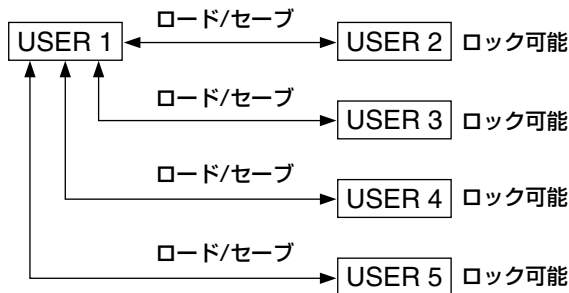 ロード/セーブ
USER 1 USER 2 ロック可能
ロード/セーブ
USER 3 ロック可能
ロード/セーブ
USER 4 ロック可能
ロード/セーブ
USER 5 ロック可能